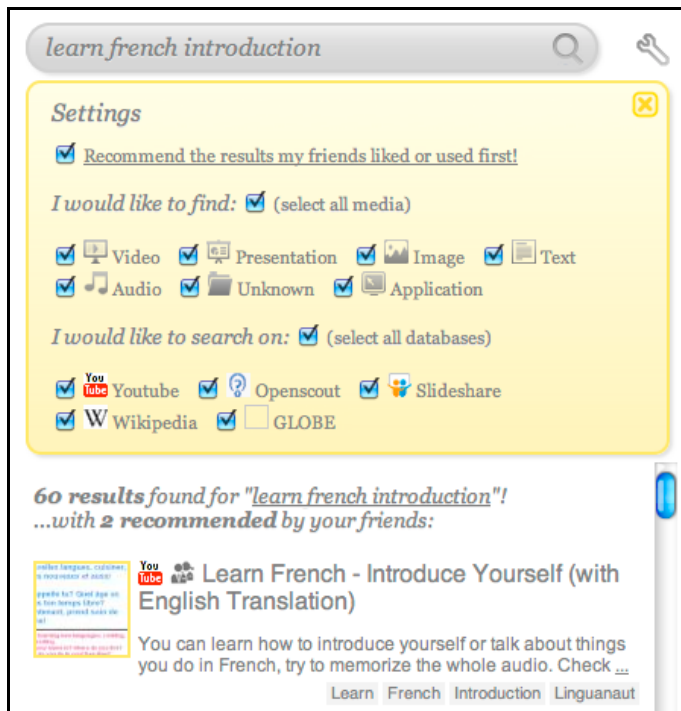 learn french introduction
Settings
Recommend the results my friends liked or used first!
I would like to find: (select all media)
Video Presentation Image Text
Audio Unknown Application
I would like to search on: (select all databases)
You Tube Youtube Openscout Slideshare
W Wikipedia GLOBE
60 results found for "learn french introduction"!
...with 2 recommended by your friends:
You Tube Learn French - Introduce Yourself (with
English Translation)
You can learn how to introduce yourself or talk about things
you do in French, try to memorize the whole audio. Check ...
Learn French Introduction Linguanaut